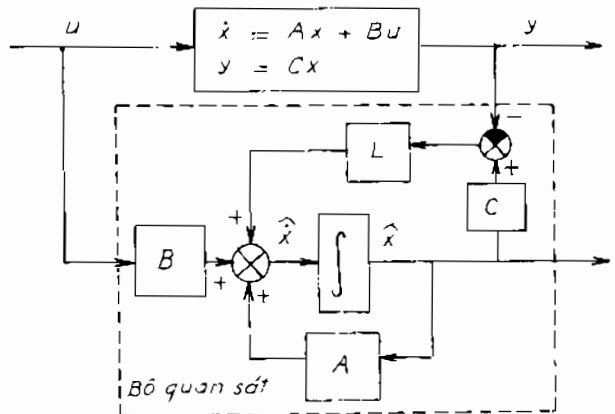 u
ẋ = Ax + Bu
y = Cx
y
−
+
L
C
+
B
+
+
x̂̇
∫
x̂
A
Bộ quan sát